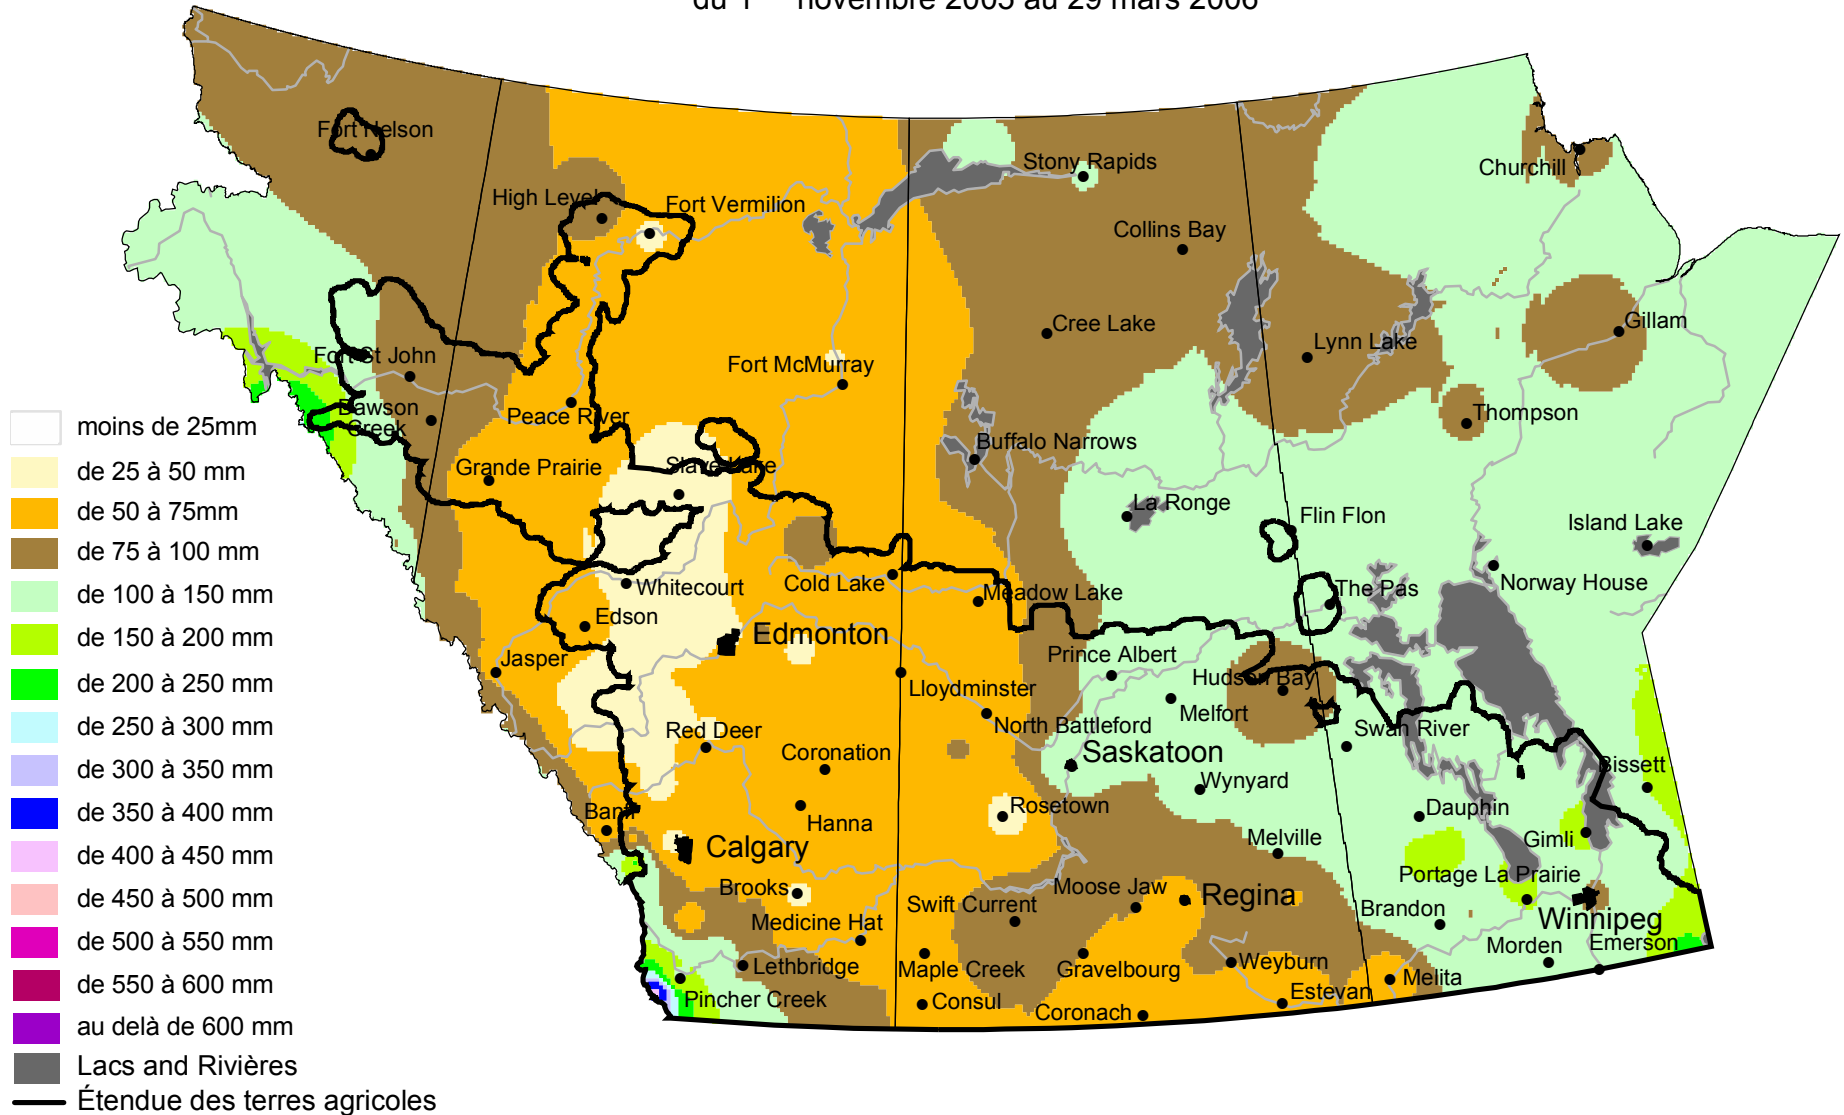 du 1 novembre 2005 au 29 mars 2006
Fort Nelson
High Level
Fort Vermilion
Stony Rapids
Churchill
Collins Bay
Cree Lake
Lynn Lake
Gillam
Fort St John
Fort McMurray
Dawson
Creek
Peace River
Thompson
Buffalo Narrows
Grande Prairie
Slave Lake
La Ronge
Flin Flon
Island Lake
Whitecourt
Cold Lake
Meadow Lake
The Pas
Norway House
Edson
Edmonton
Jasper
Prince Albert
Hudson Bay
Lloydminster
Melfort
North Battleford
Swan River
Red Deer
Coronation
Saskatoon
Bissett
Wynyard
Banff
Hanna
Rosetown
Dauphin
Calgary
Melville
Gimli
Brooks
Moose Jaw
Regina
Portage La Prairie
Medicine Hat
Swift Current
Brandon
Winnipeg
Lethbridge
Maple Creek
Gravelbourg
Weyburn
Morden
Emerson
Pincher Creek
Consul
Coronach
Estevan
Melita
moins de 25mm
de 25 à 50 mm
de 50 à 75mm
de 75 à 100 mm
de 100 à 150 mm
de 150 à 200 mm
de 200 à 250 mm
de 250 à 300 mm
de 300 à 350 mm
de 350 à 400 mm
de 400 à 450 mm
de 450 à 500 mm
de 500 à 550 mm
de 550 à 600 mm
au delà de 600 mm
Lacs and Rivières
Étendue des terres agricoles